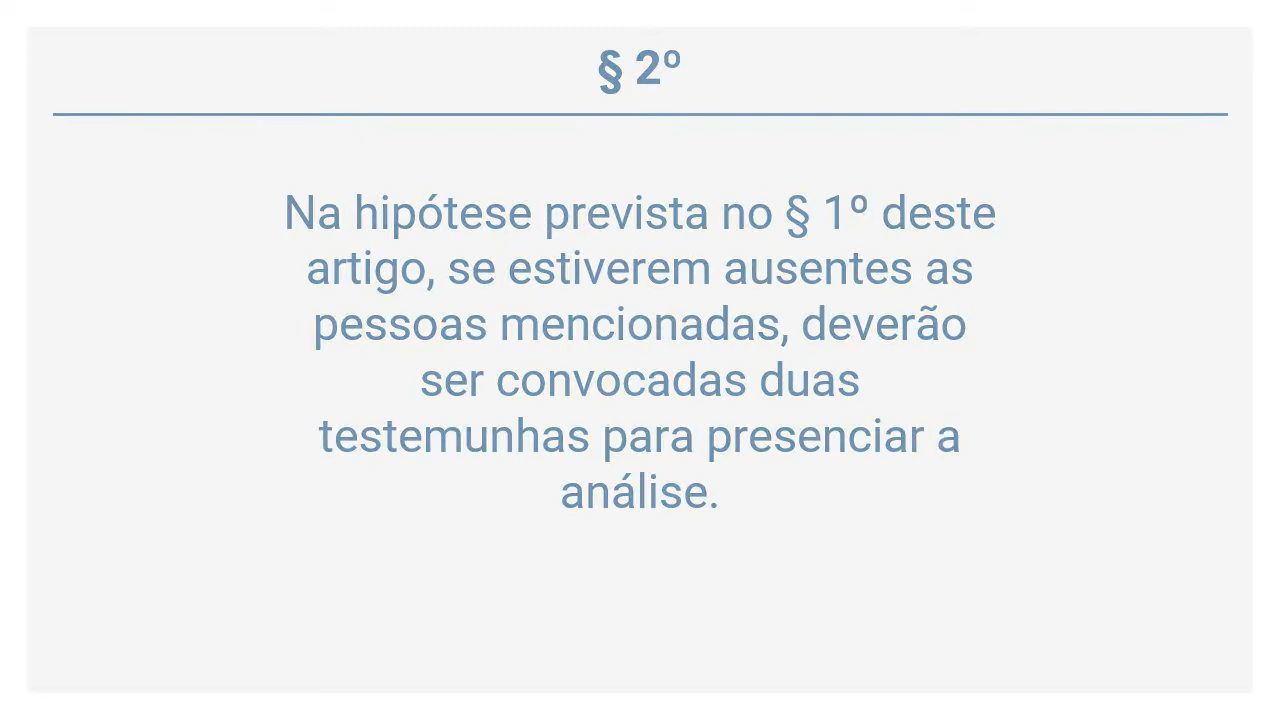 § 2º
Na hipótese prevista no § 1º deste
artigo, se estiverem ausentes as
pessoas mencionadas, deverão
ser convocadas duas
testemunhas para presenciar a
análise.